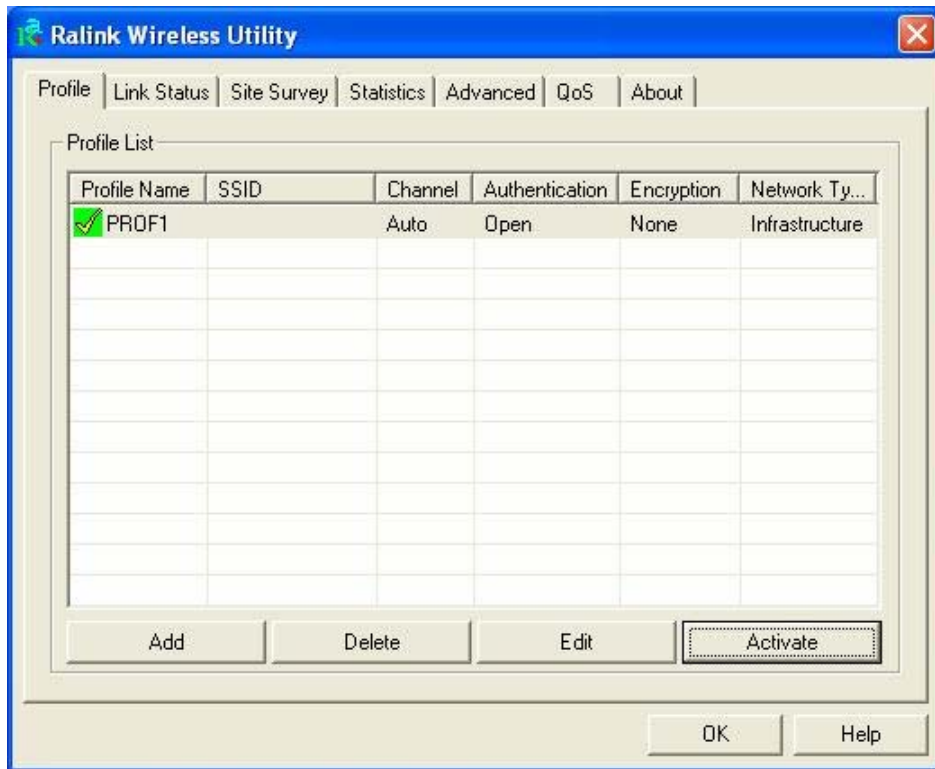 Ralink Wireless Utility
Profile Link Status Site Survey Statistics Advanced QoS About
Profile List
Profile Name SSID Channel Authentication Encryption Network Ty...
PROF1 Auto Open None Infrastructure
Add Delete Edit Activate
OK Help